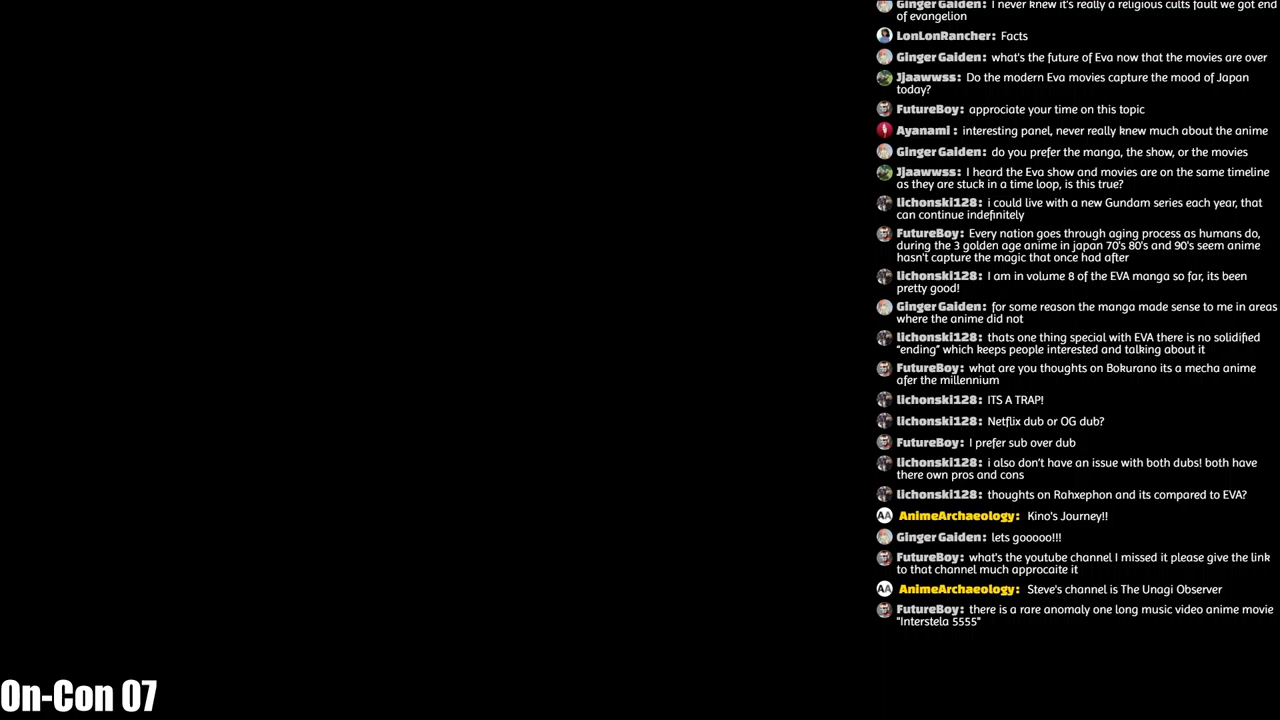 Ginger Gaiden: I never knew it's really a religious cults fault we got end
of evangelion
LonLonRancher: Facts
Ginger Gaiden: what's the future of Eva now that the movies are over
Jjaawwss: Do the modern Eva movies capture the mood of Japan
today?
FutureBoy: approciate your time on this topic
Ayanami : interesting panel, never really knew much about the anime
Ginger Gaiden: do you prefer the manga, the show, or the movies
Jjaawwss: I heard the Eva show and movies are on the same timeline
as they are stuck in a time loop, is this true?
lichonski128: i could live with a new Gundam series each year, that
can continue indefinitely
FutureBoy: Every nation goes through aging process as humans do,
during the 3 golden age anime in japan 70's 80's and 90's seem anime
hasn't capture the magic that once had after
lichonski128: I am in volume 8 of the EVA manga so far, its been
pretty good!
Ginger Gaiden: for some reason the manga made sense to me in areas
where the anime did not
lichonski128: thats one thing special with EVA there is no solidified
“ending” which keeps people interested and talking about it
FutureBoy: what are you thoughts on Bokurano its a mecha anime
afer the millennium
lichonski128: ITS A TRAP!
lichonski128: Netflix dub or OG dub?
FutureBoy: I prefer sub over dub
lichonski128: i also don’t have an issue with both dubs! both have
there own pros and cons
lichonski128: thoughts on Rahxephon and its compared to EVA?
AA AnimeArchaeology: Kino's Journey!!
Ginger Gaiden: lets gooooo!!!
FutureBoy: what's the youtube channel I missed it please give the link
to that channel much approcaite it
AA AnimeArchaeology: Steve's channel is The Unagi Observer
FutureBoy: there is a rare anomaly one long music video anime movie
"Interstela 5555"
On-Con 07